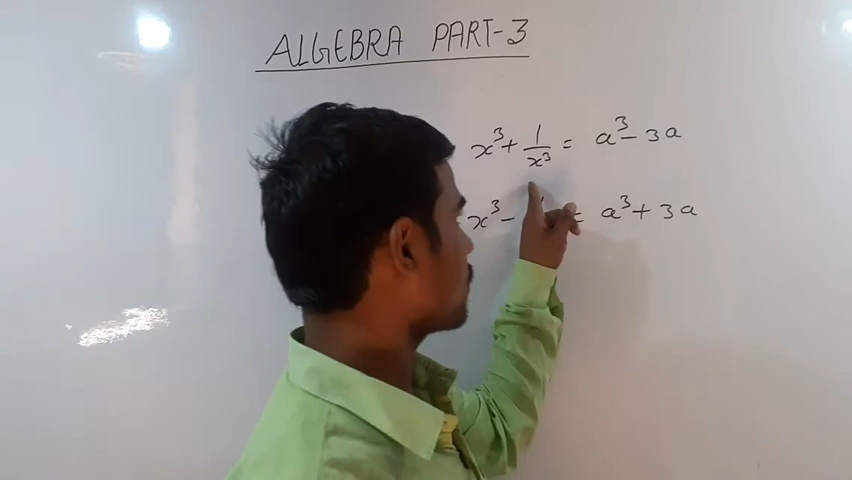 ALGEBRA PART-3
x³ + 1/x³ = a³ - 3a
x³ - = a³ + 3a